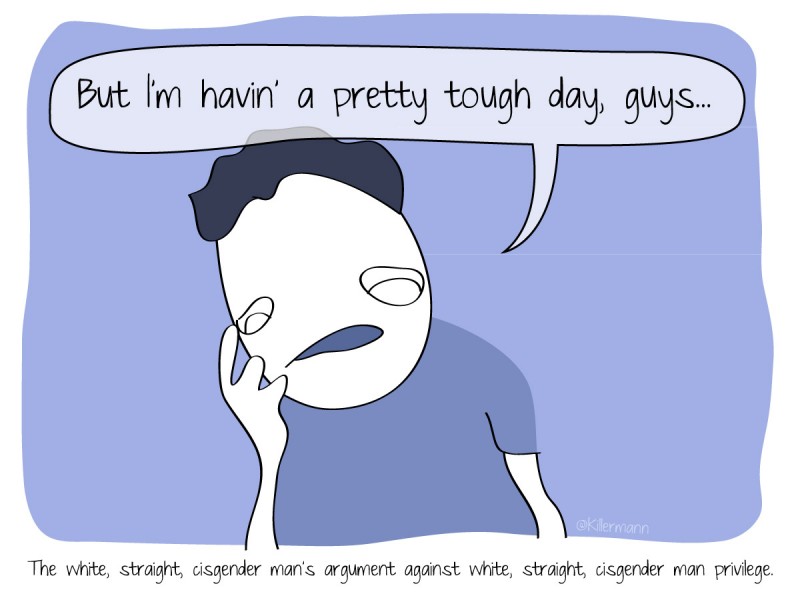 But I'm havin' a pretty tough day, guys...
@Killermann
The white, straight, cisgender man's argument against white, straight, cisgender man privilege.